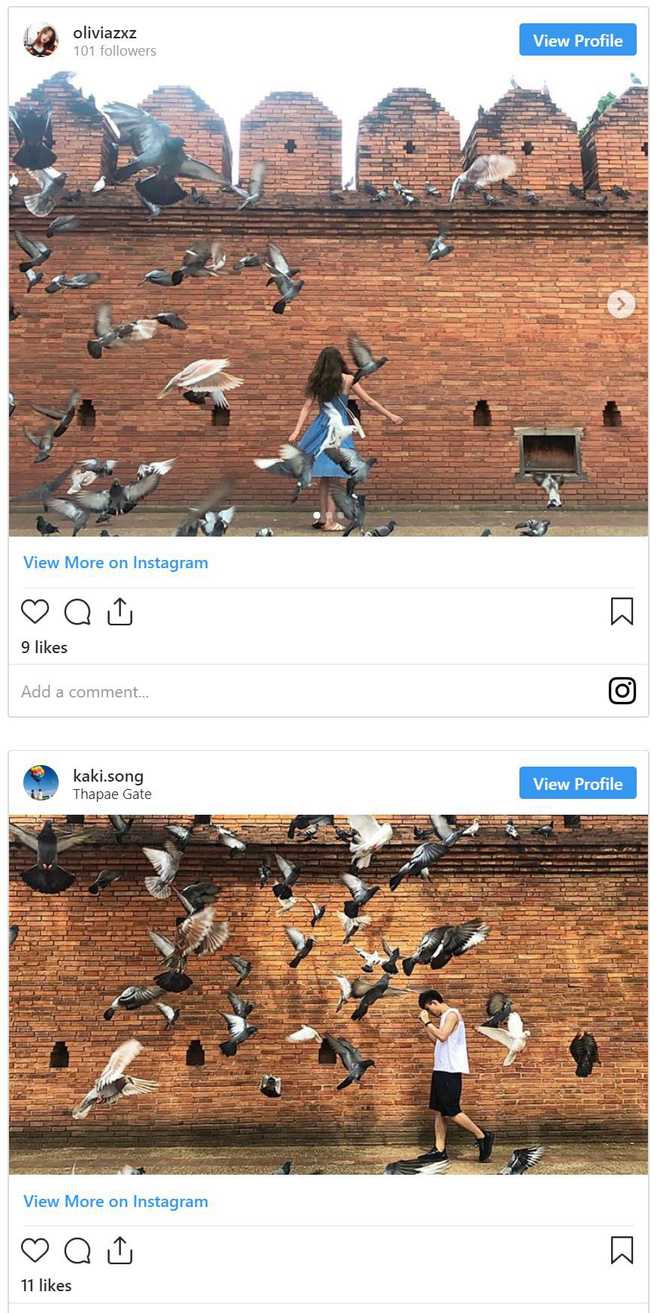 oliviazxz
101 followers
View Profile
View More on Instagram
9 likes
Add a comment...
kaki.song
Thapae Gate
View Profile
View More on Instagram
11 likes